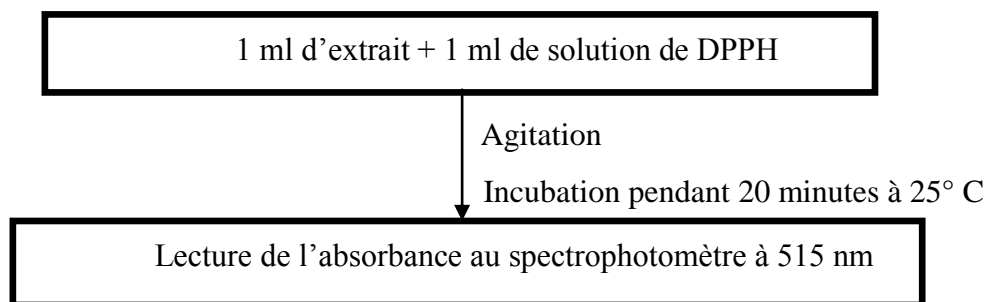 1 ml d’extrait + 1 ml de solution de DPPH
Agitation
Incubation pendant 20 minutes à 25° C
Lecture de l’absorbance au spectrophotomètre à 515 nm